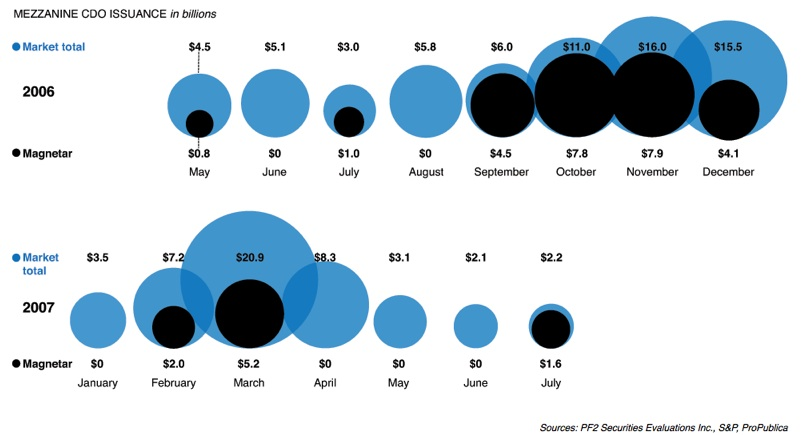 MEZZANINE CDO ISSUANCE in billions
Market total $4.5 $5.1 $3.0 $5.8 $6.0 $11.0 $16.0 $15.5
2006
Magnetar $0.8 $0 $1.0 $0 $4.5 $7.8 $7.9 $4.1
May June July August September October November December
Market $3.5 $7.2 $20.9 $8.3 $3.1 $2.1 $2.2
total
2007
Magnetar $0 $2.0 $5.2 $0 $0 $0 $1.6
January February March April May June July
Sources: PF2 Securities Evaluations Inc., S&P, ProPublica